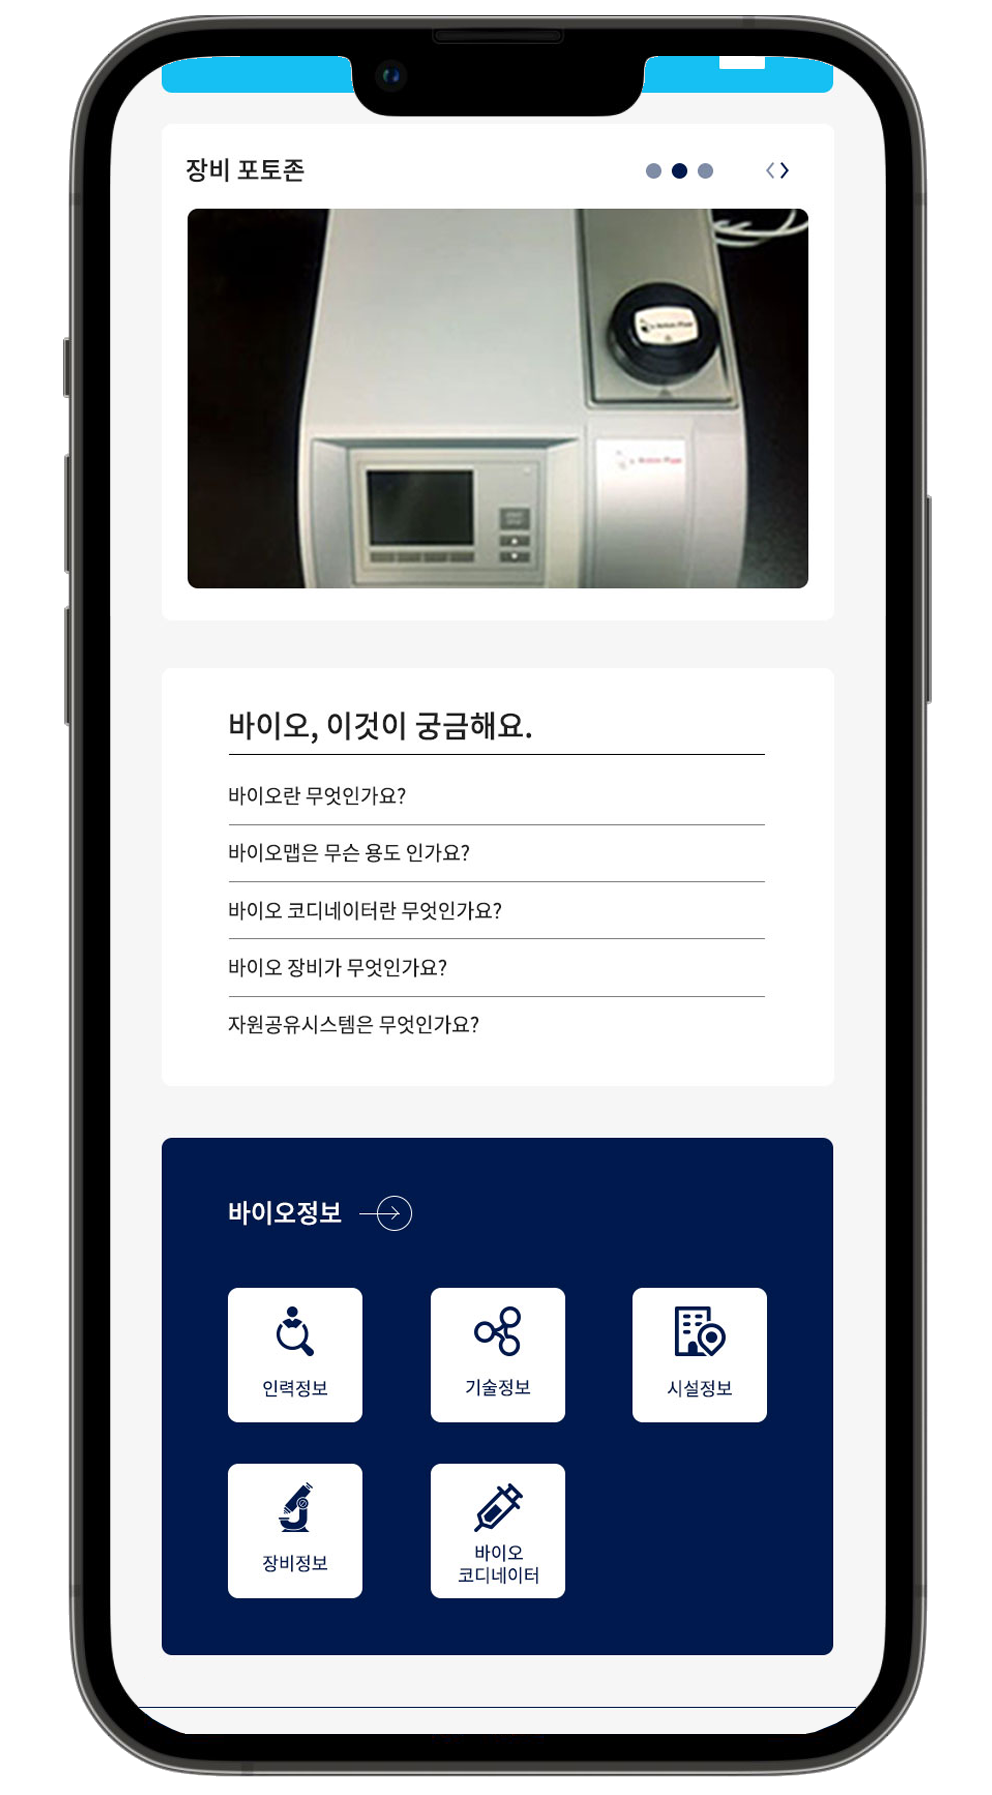 장비 포토존
바이오, 이것이 궁금해요.
바이오란 무엇인가요?
바이오맵은 무슨 용도 인가요?
바이오 코디네이터란 무엇인가요?
바이오 장비가 무엇인가요?
자원공유시스템은 무엇인가요?
바이오정보
인력정보
기술정보
시설정보
장비정보
바이오
코디네이터